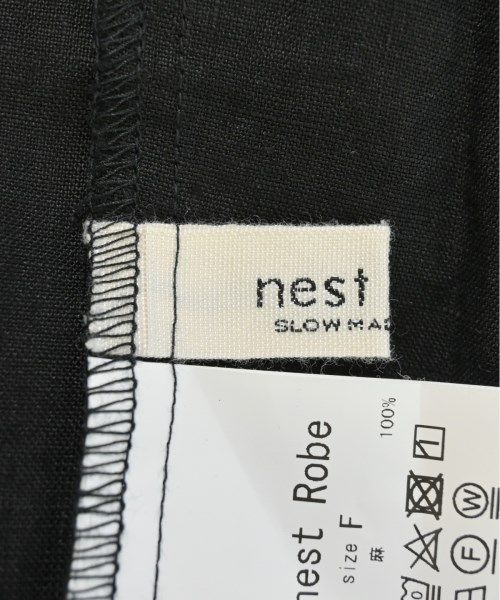 nest
SLOW MAD
nest Robe
size F
麻
100%
W
F